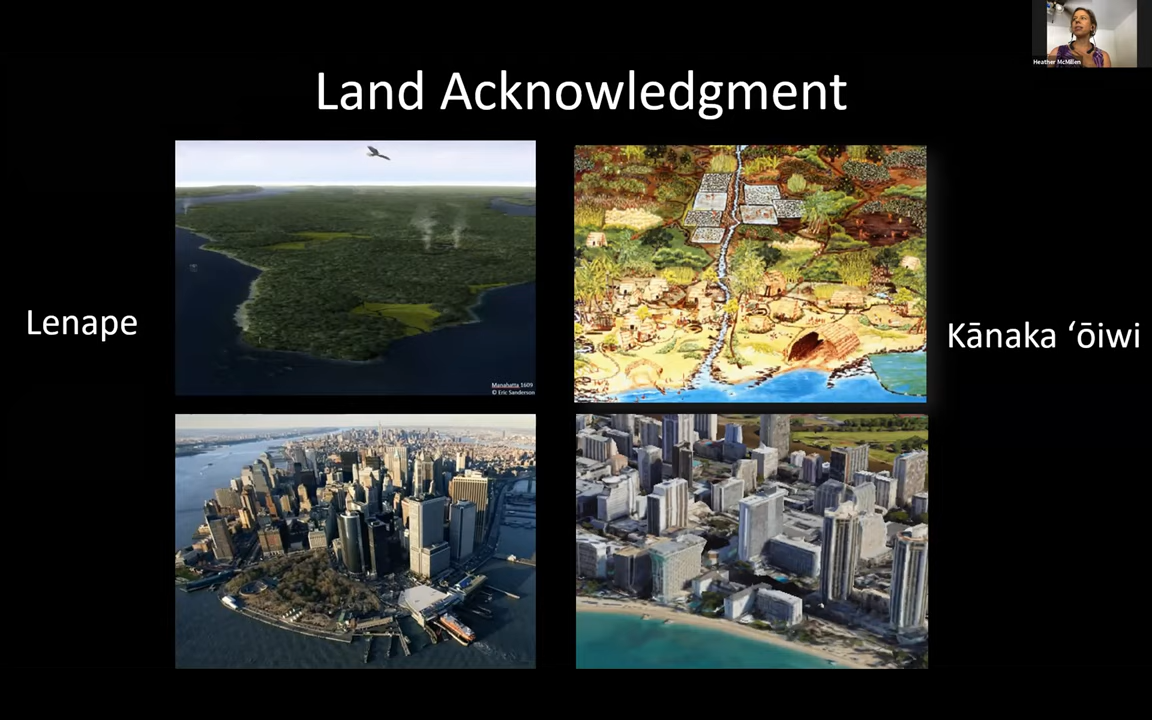 Heather McMillen
Land Acknowledgment
Lenape
Kānaka ʻōiwi
Manahatta 1609
© Eric Sanderson